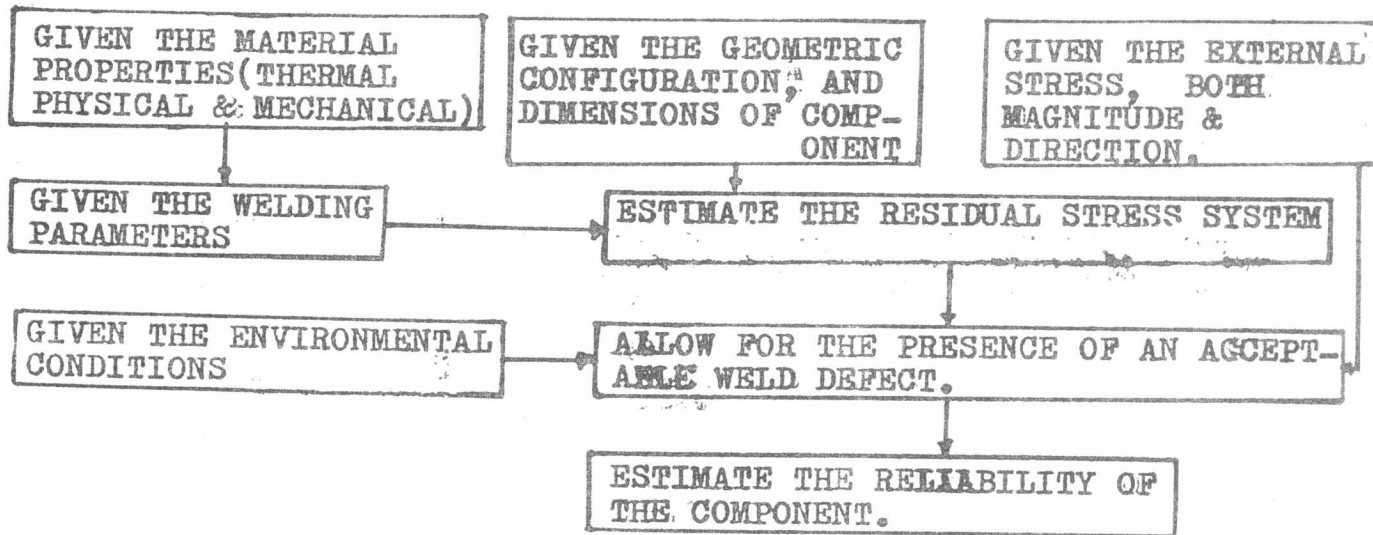 GIVEN THE MATERIAL
PROPERTIES(THERMAL
PHYSICAL & MECHANICAL)
GIVEN THE GEOMETRIC
CONFIGURATION, AND
DIMENSIONS OF COMP-
ONENT
GIVEN THE EXTERNAL
STRESS, BOTH
MAGNITUDE &
DIRECTION.
GIVEN THE WELDING
PARAMETERS
ESTIMATE THE RESIDUAL STRESS SYSTEM
GIVEN THE ENVIRONMENTAL
CONDITIONS
ALLOW FOR THE PRESENCE OF AN ACCEPT-
ABLE WELD DEFECT.
ESTIMATE THE RELIABILITY OF
THE COMPONENT.